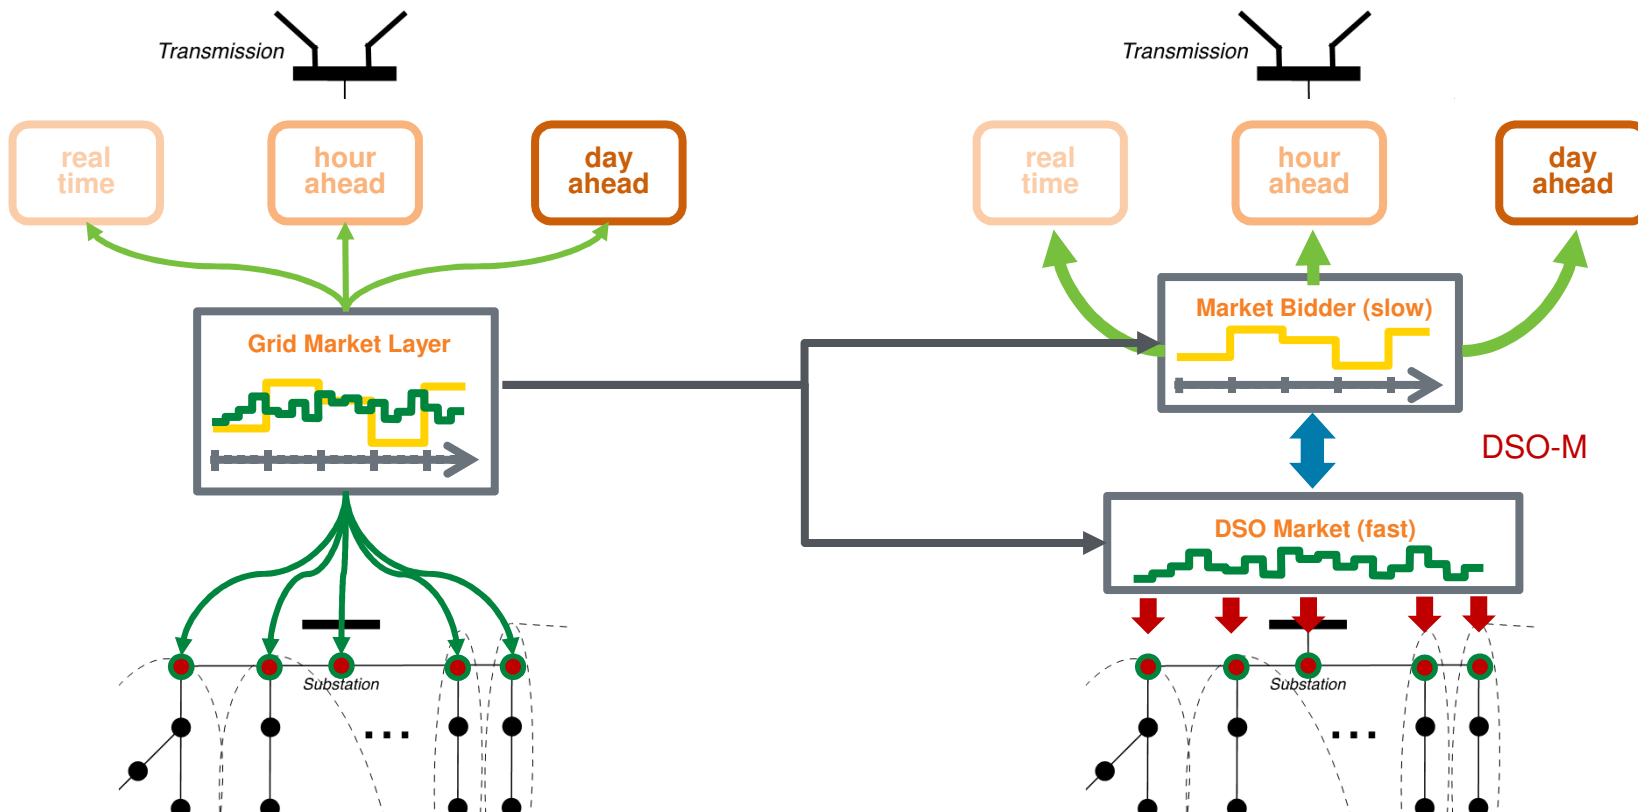 Transmission
real
time
hour
ahead
day
ahead
Grid Market Layer
Substation
...
Transmission
real
time
hour
ahead
day
ahead
Market Bidder (slow)
DSO-M
DSO Market (fast)
Substation
...